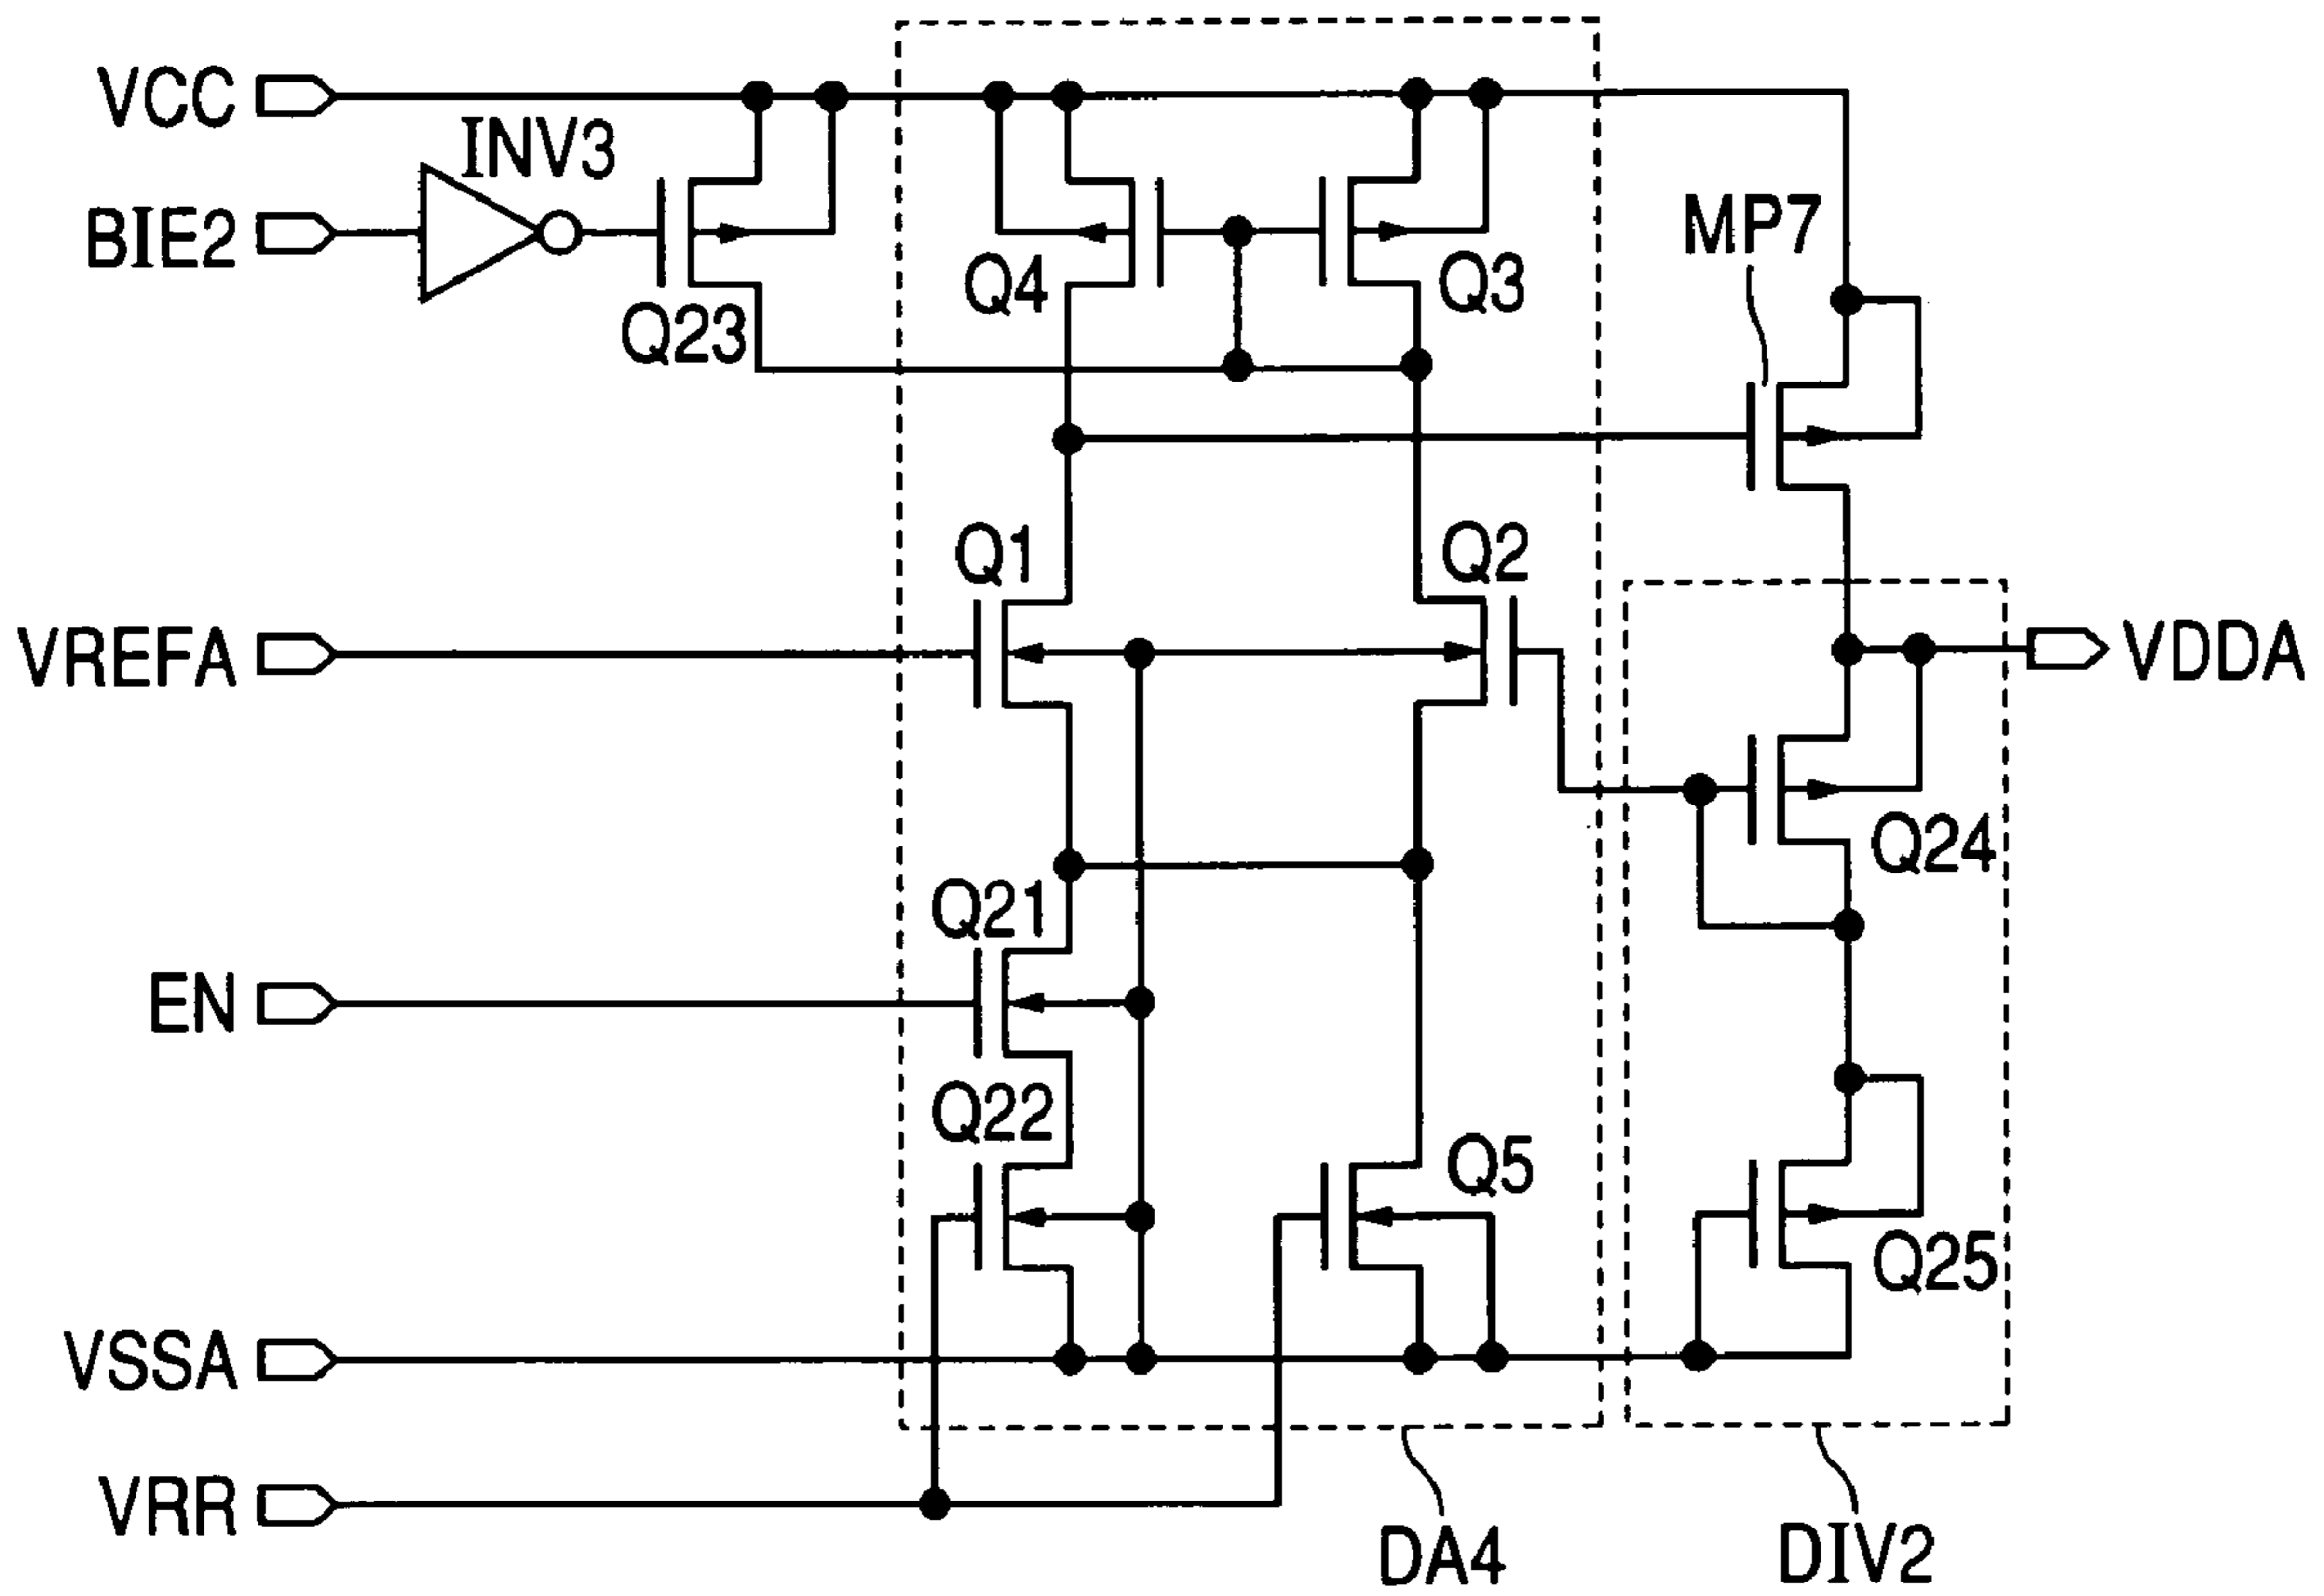 VCC
INV3
BIE2
MP7
Q4
Q3
Q23
Q1
Q2
VREFA
VDDA
Q24
Q21
EN
Q22
Q5
Q25
VSSA
VRR
DA4
DIV2